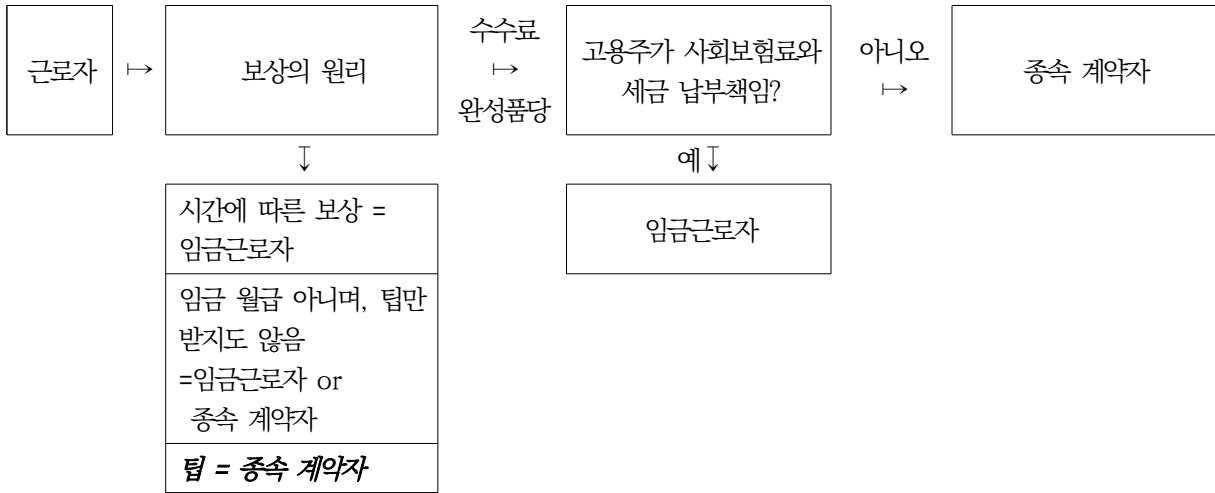 근로자
↦
보상의 원리
수수료
↦
완성품당
고용주가 사회보험료와
세금 납부책임?
아니오
↦
종속 계약자
↧
예↧
시간에 따른 보상 =
임금근로자
임금 월급 아니며, 팁만
받지도 않음
=임금근로자 or
종속 계약자
팁 = 종속 계약자
임금근로자